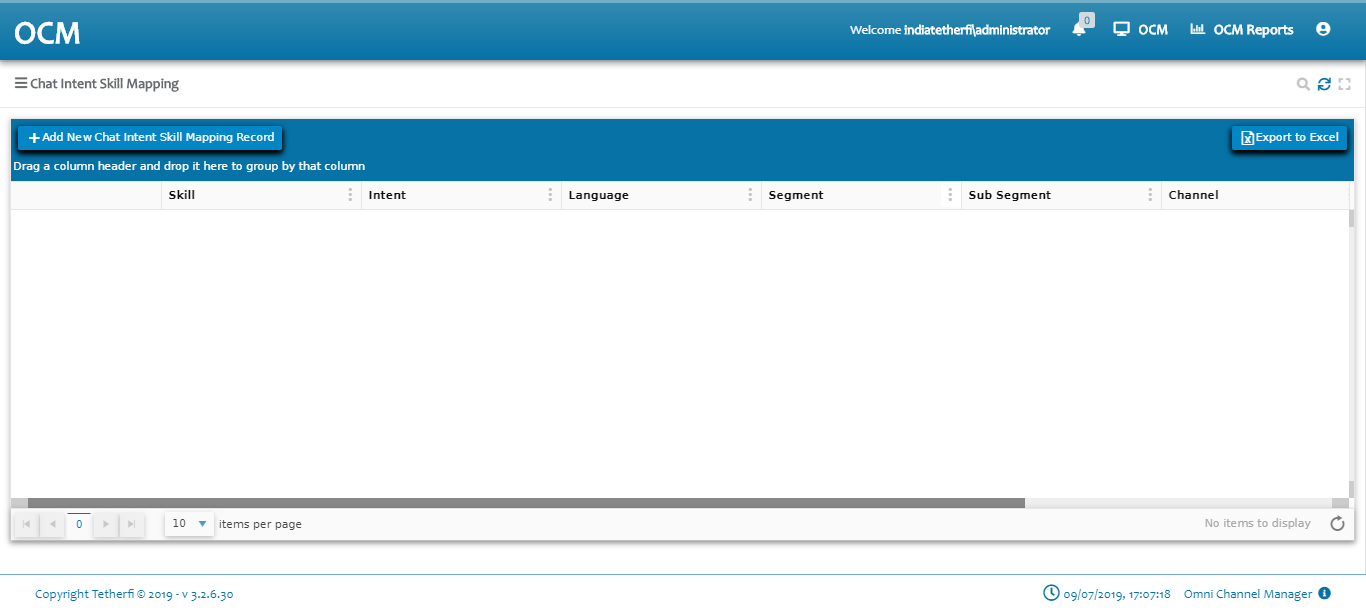 OCM
Welcome indiatetherfi\administrator
0
OCM
OCM Reports
Chat Intent Skill Mapping
Add New Chat Intent Skill Mapping Record
Export to Excel
Drag a column header and drop it here to group by that column
Skill
Intent
Language
Segment
Sub Segment
Channel
0
10
items per page
No items to display
Copyright Tetherfi © 2019 - v 3.2.6.30
09/07/2019, 17:07:18
Omni Channel Manager